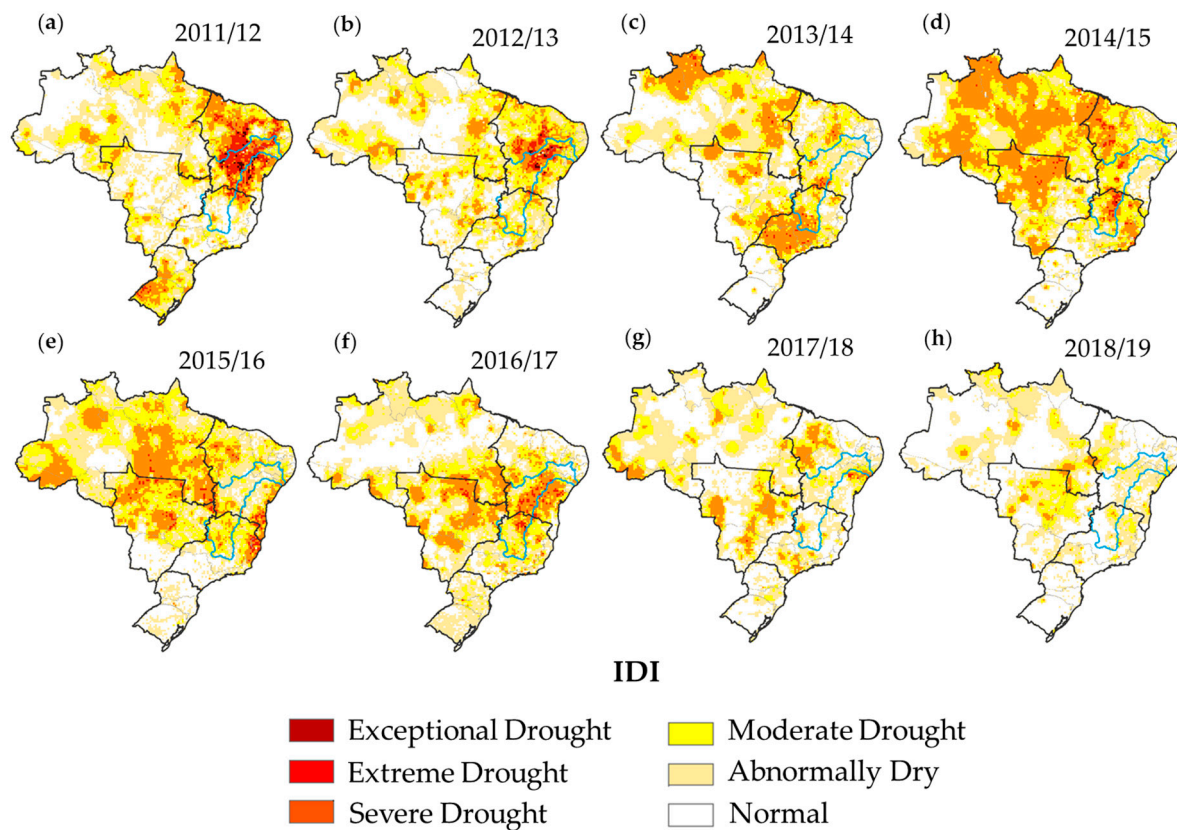 (a) 2011/12
(b) 2012/13
(c) 2013/14
(d) 2014/15
(e) 2015/16
(f) 2016/17
(g) 2017/18
(h) 2018/19
IDI
Exceptional Drought
Extreme Drought
Severe Drought
Moderate Drought
Abnormally Dry
Normal